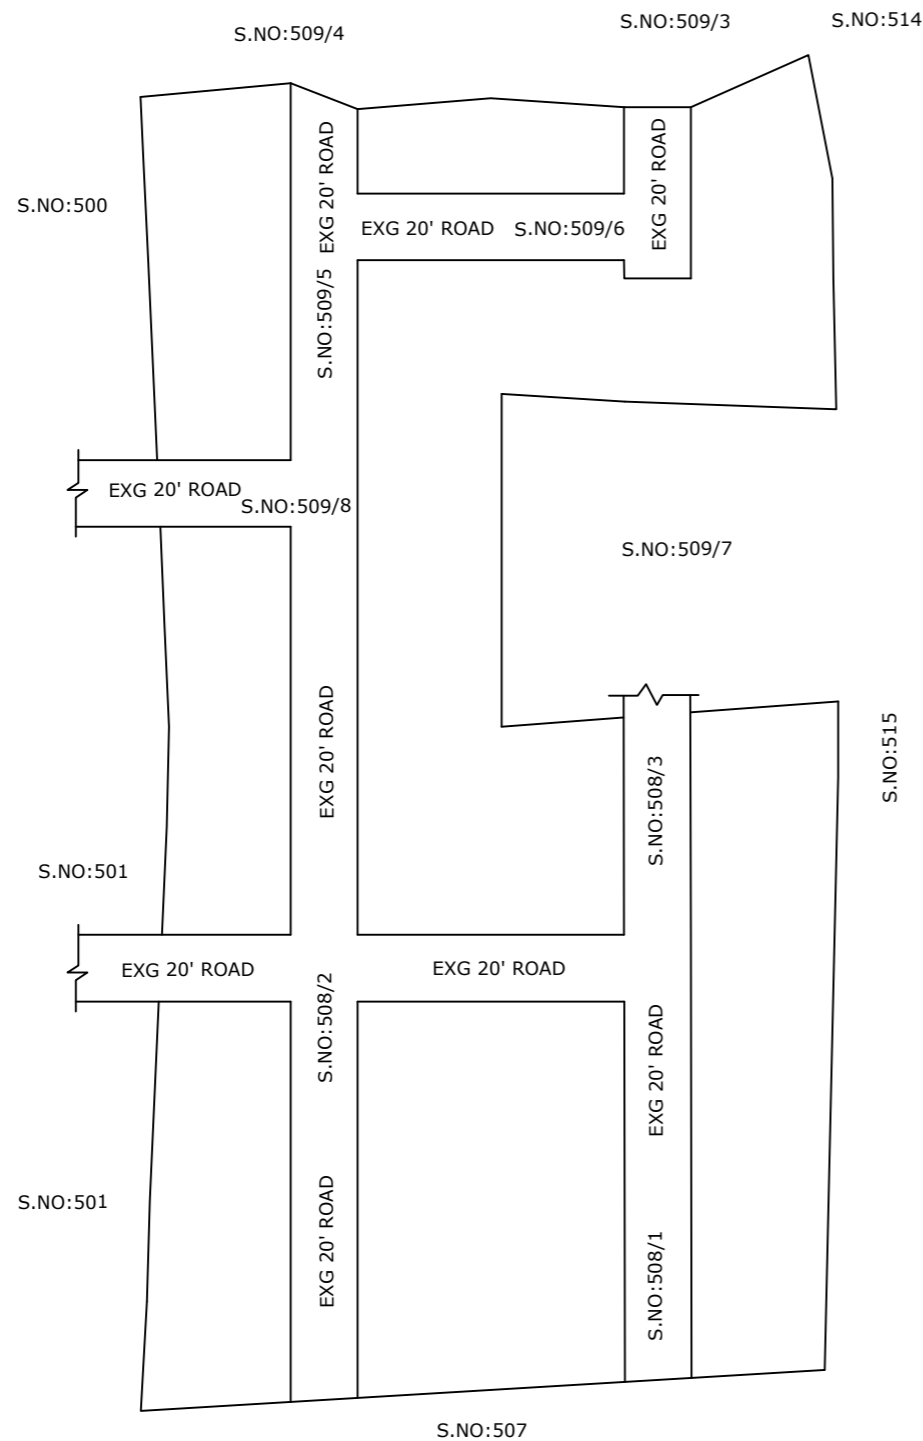 S.NO:509/4
S.NO:509/3
S.NO:514
EXG 20' ROAD
EXG 20' ROAD
S.NO:500
EXG 20' ROAD
S.NO:509/6
S.NO:509/5
EXG 20' ROAD
S.NO:509/8
S.NO:509/7
EXG 20' ROAD
S.NO:508/3
S.NO:515
S.NO:501
EXG 20' ROAD
EXG 20' ROAD
S.NO:508/2
EXG 20' ROAD
S.NO:501
EXG 20' ROAD
S.NO:508/1
S.NO:507